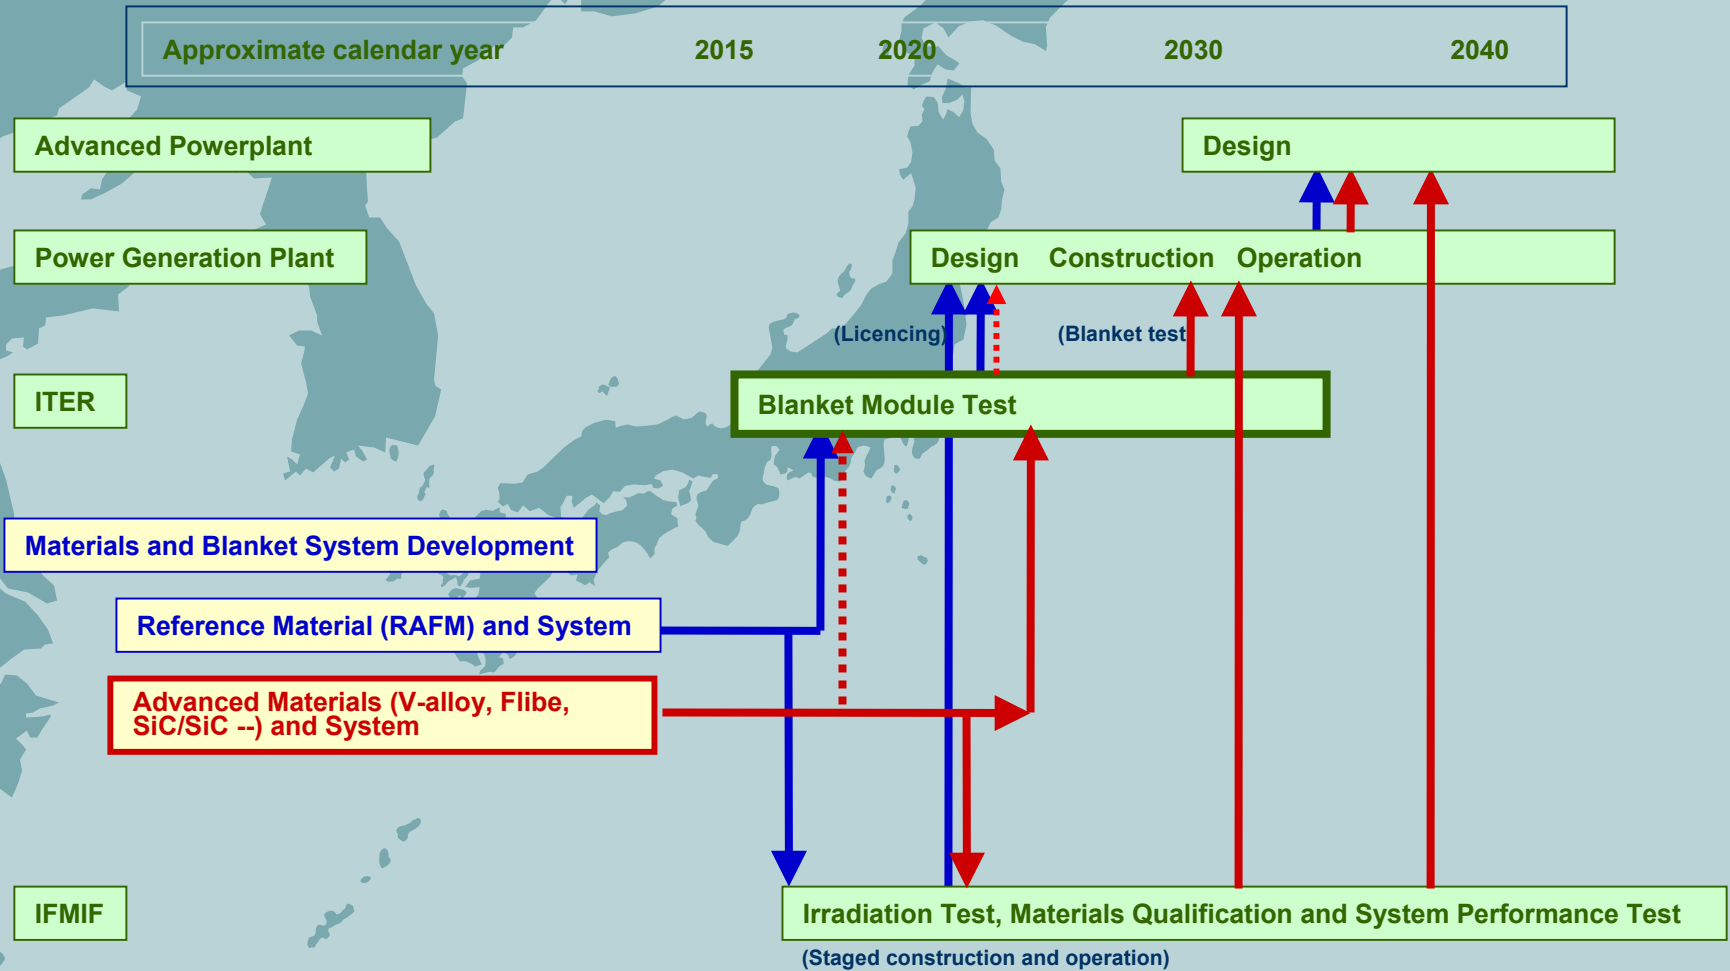 Approximate calendar year 2015 2020 2030 2040
Advanced Powerplant
Design
Power Generation Plant
Design Construction Operation
(Licencing)
(Blanket test
ITER
Blanket Module Test
Materials and Blanket System Development
Reference Material (RAFM) and System
Advanced Materials (V-alloy, Flibe,
SiC/SiC --) and System
IFMIF
Irradiation Test, Materials Qualification and System Performance Test
(Staged construction and operation)